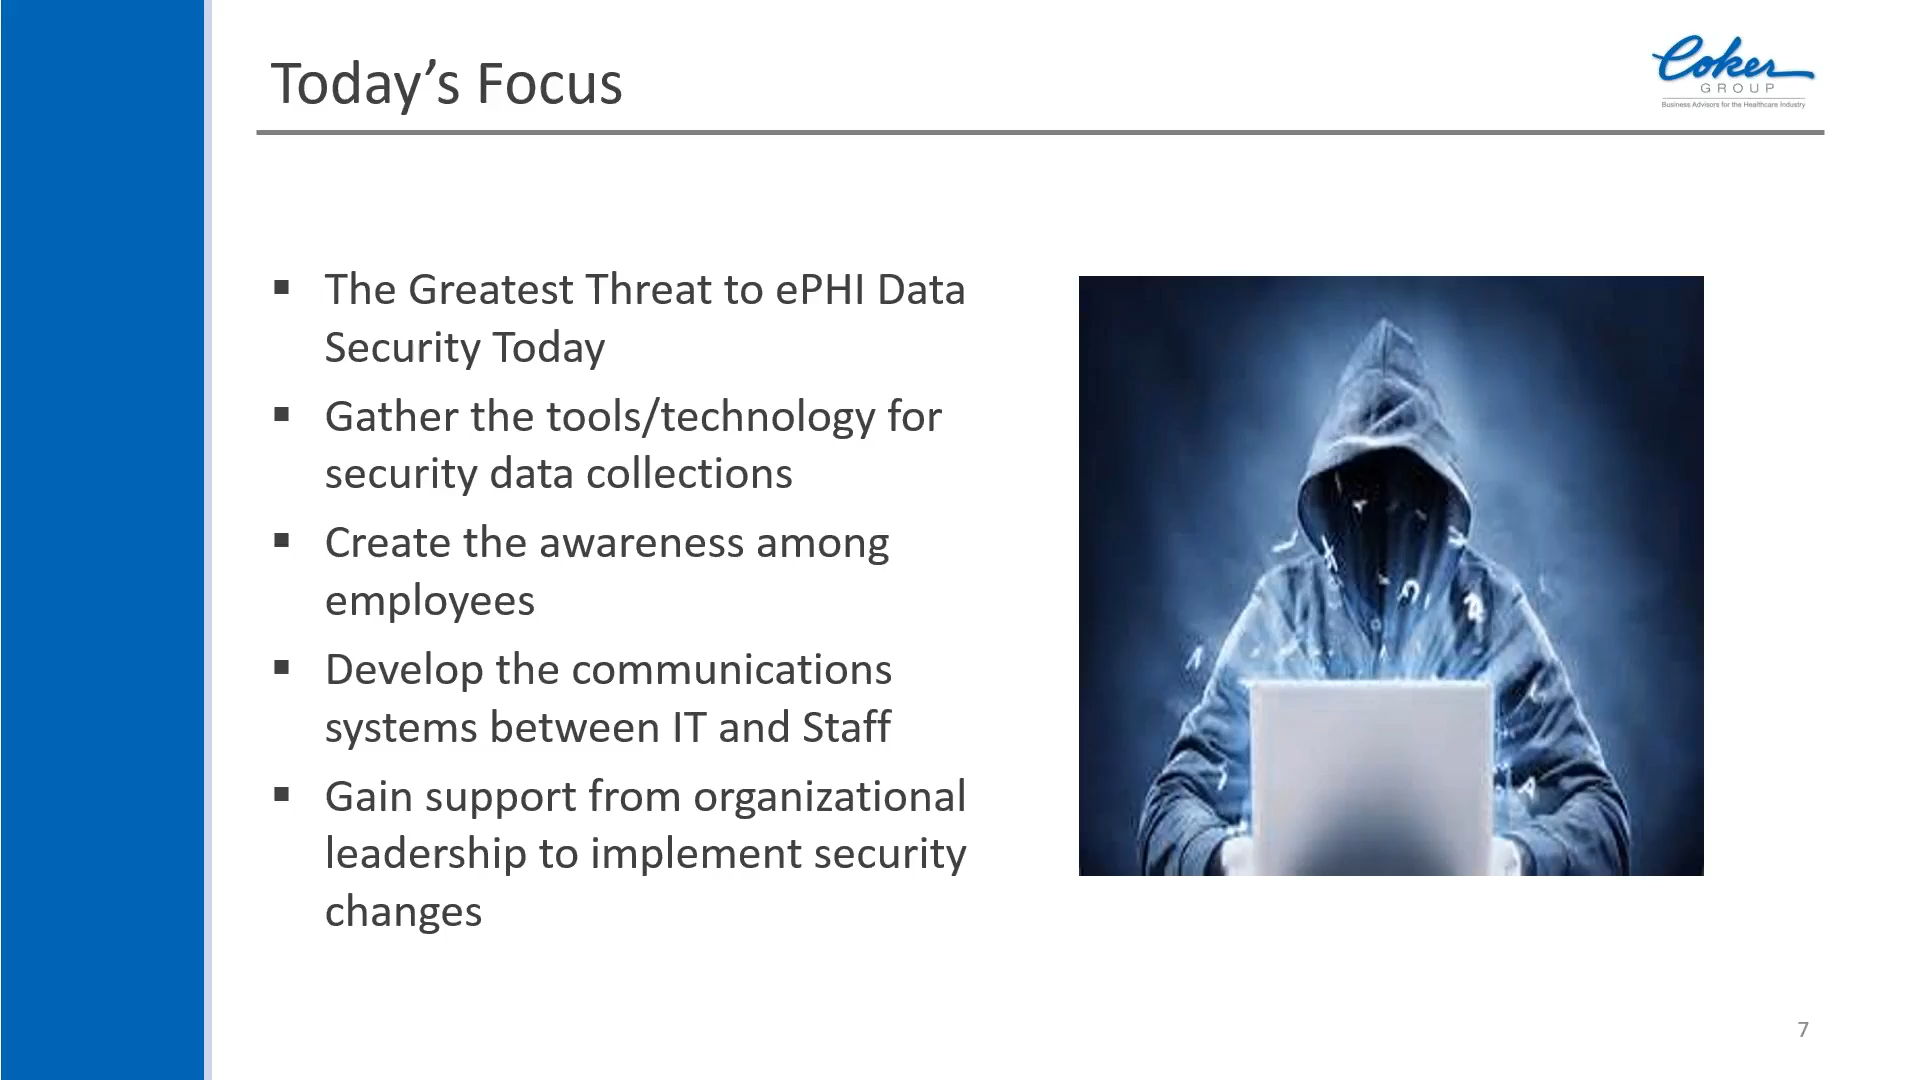 Today’s Focus
Coker
GROUP
Business Advisors for the Healthcare Industry
▪ The Greatest Threat to ePHI Data
Security Today
▪ Gather the tools/technology for
security data collections
▪ Create the awareness among
employees
▪ Develop the communications
systems between IT and Staff
▪ Gain support from organizational
leadership to implement security
changes
7